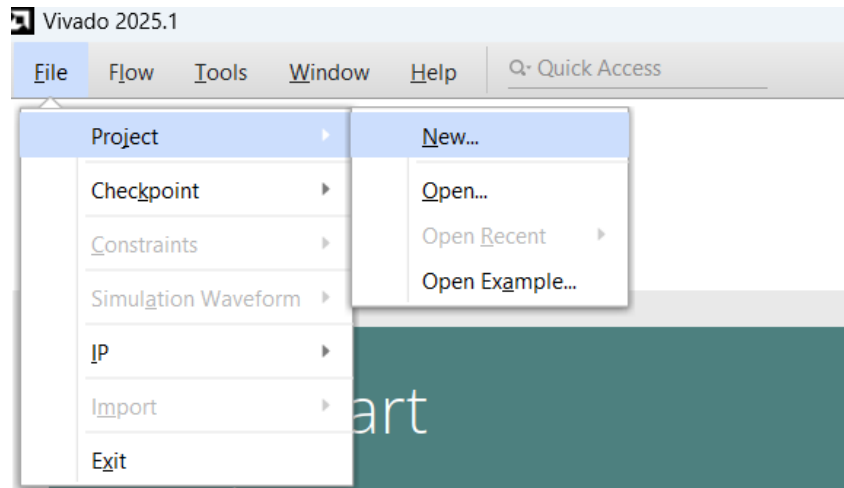 Vivado 2025.1
File Flow Tools Window Help Quick Access
Project
Checkpoint
Constraints
Simulation Waveform
IP
Import
Exit
New...
Open...
Open Recent
Open Example...
art